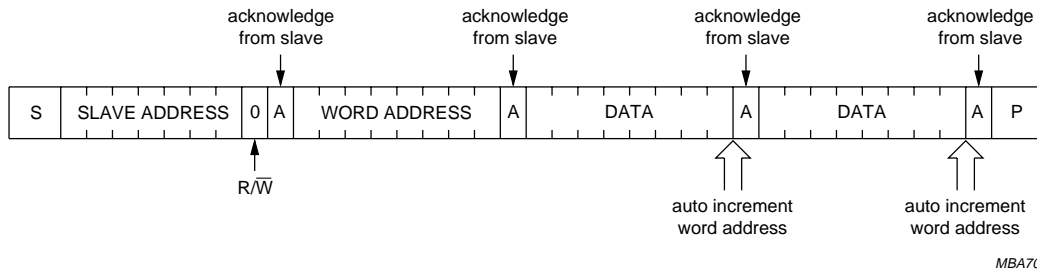 acknowledge
from slave
acknowledge
from slave
acknowledge
from slave
acknowledge
from slave
S SLAVE ADDRESS 0 A WORD ADDRESS A DATA A DATA A P
R/W̅
auto increment
word address
auto increment
word address
MBA70